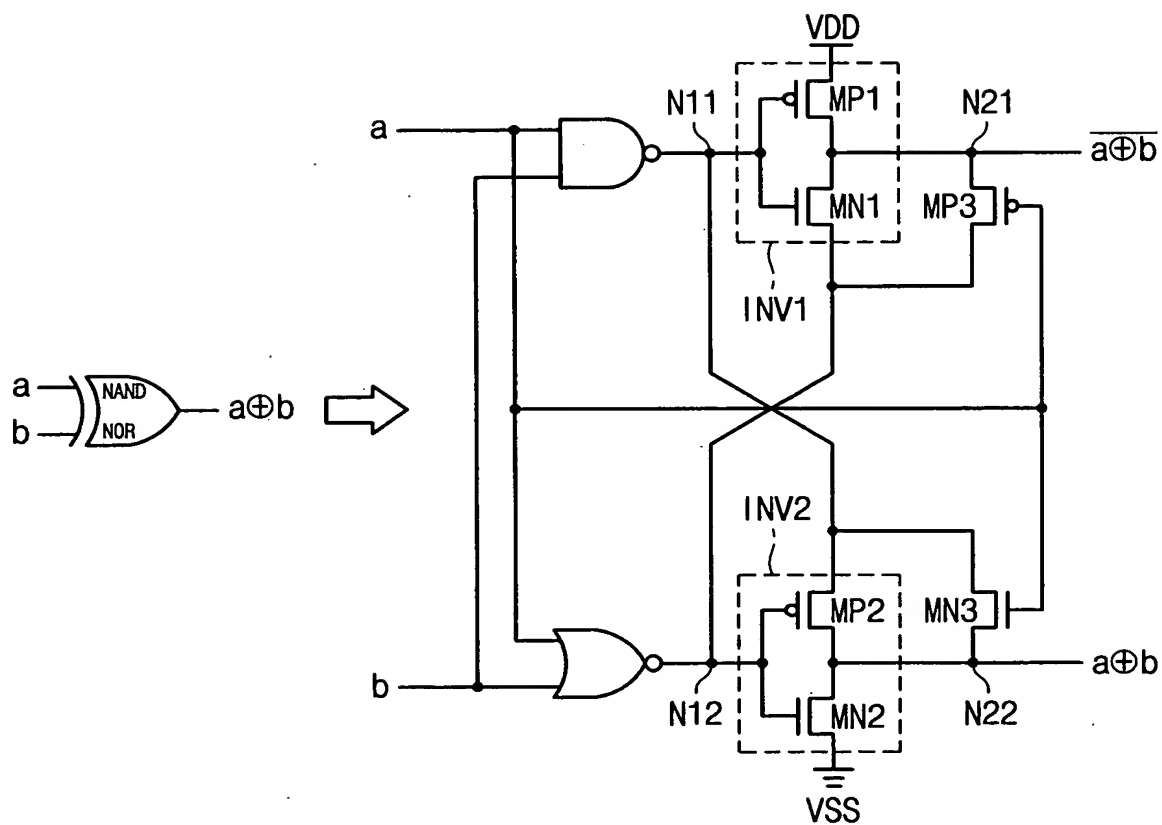 VDD
MP1
N11
N21
a
a⊕b
MN1
MP3
INV1
a
NAND
a⊕b
b
NOR
INV2
MP2
MN3
b
a⊕b
N12
MN2
N22
VSS